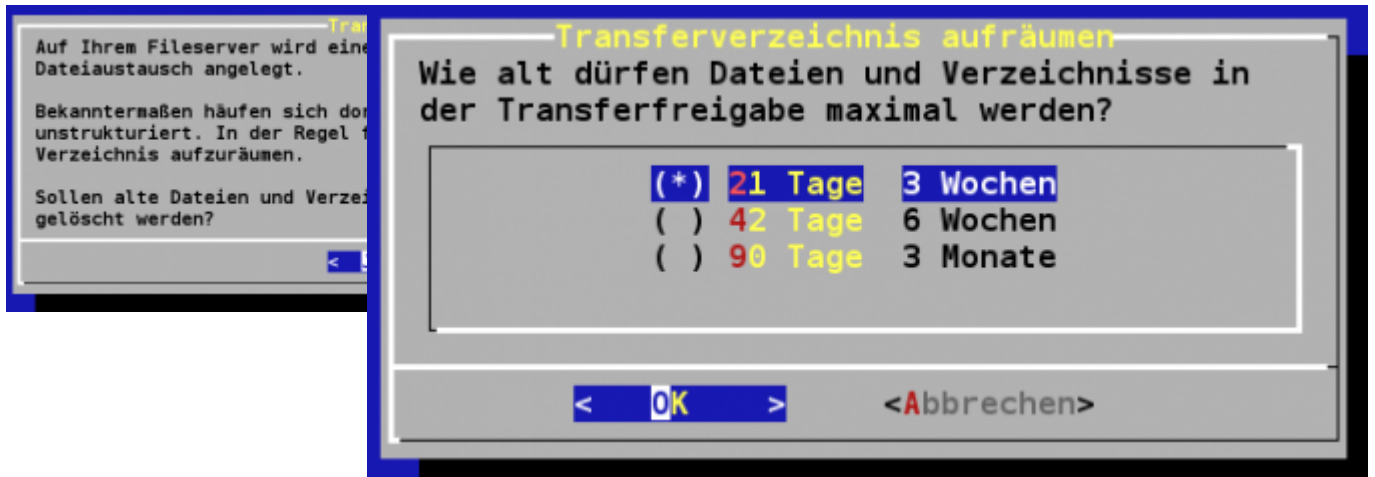 Auf Ihrem Fileserver wird eine
Dateiaustausch angelegt.
Bekanntermaßen häufen sich dor
unstrukturiert. In der Regel
Verzeichnis aufzuräumen.
Sollen alte Dateien und Verzei
gelöscht werden?
<
Transferverzeichnis aufräumen
Wie alt dürfen Dateien und Verzeichnisse in
der Transferfreigabe maximal werden?
(*) 21 Tage 3 Wochen
( ) 42 Tage 6 Wochen
( ) 90 Tage 3 Monate
< OK > <Abbrechen>